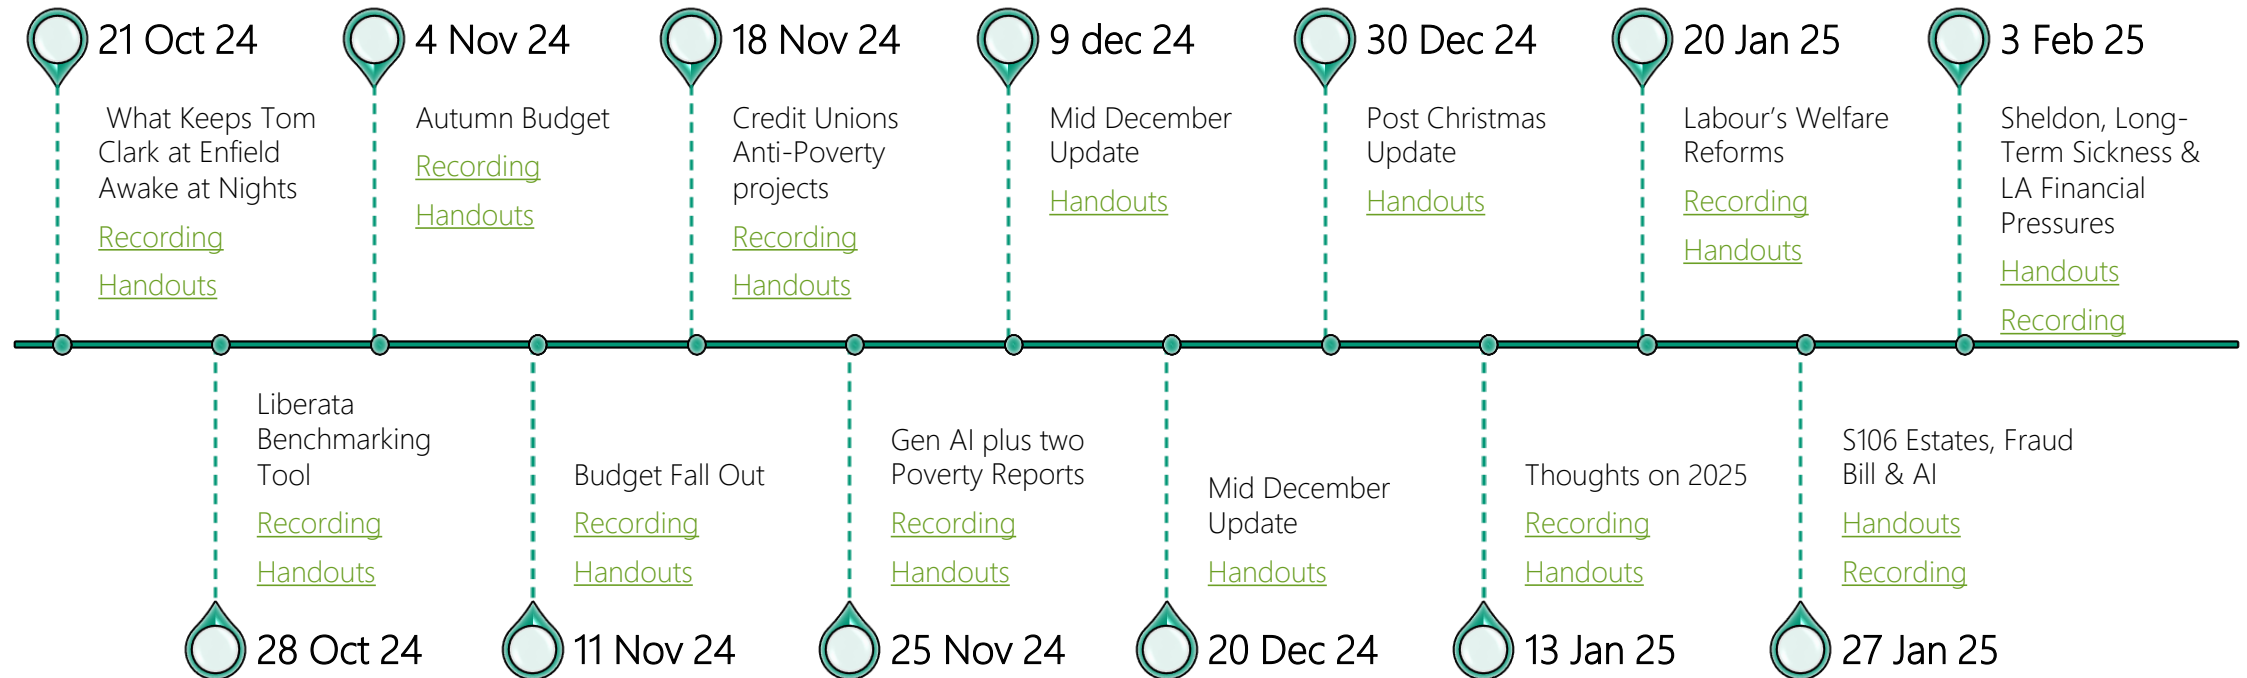 21 Oct 24
What Keeps Tom
Clark at Enfield
Awake at Nights
Recording
Handouts
28 Oct 24
Liberata
Benchmarking
Tool
Recording
Handouts
4 Nov 24
Autumn Budget
Recording
Handouts
11 Nov 24
Budget Fall Out
Recording
Handouts
18 Nov 24
Credit Unions
Anti-Poverty
projects
Recording
Handouts
25 Nov 24
Gen AI plus two
Poverty Reports
Recording
Handouts
9 dec 24
Mid December
Update
Handouts
20 Dec 24
Mid December
Update
Handouts
30 Dec 24
Post Christmas
Update
Handouts
13 Jan 25
Thoughts on 2025
Recording
Handouts
20 Jan 25
Labour’s Welfare
Reforms
Recording
Handouts
27 Jan 25
S106 Estates, Fraud
Bill & AI
Handouts
Recording
3 Feb 25
Sheldon, Long-
Term Sickness &
LA Financial
Pressures
Handouts
Recording